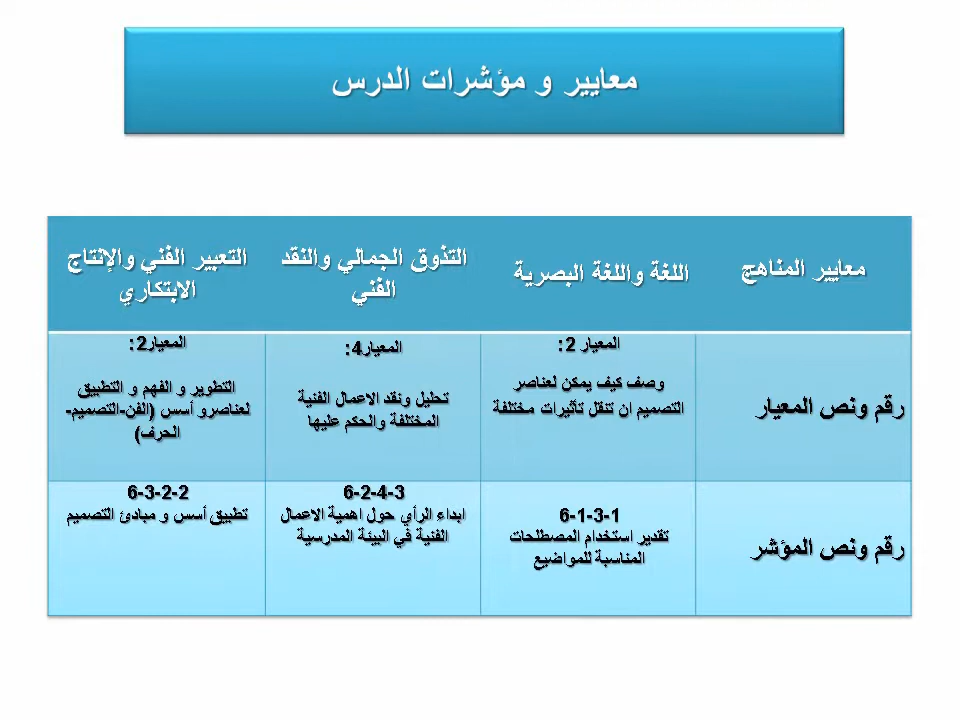 معايير و مؤشرات الدرس
معايير المناهج
اللغة واللغة البصرية
التذوق الجمالي والنقد
الفني
التعبير الفني والإنتاج
الابتكاري
رقم ونص المعيار
المعيار 2:
وصف كيف يمكن لعناصر
التصميم ان تنقل تأثيرات مختلفة
المعيار4:
تحليل ونقد الاعمال الفنية
المختلفة والحكم عليها
المعيار2:
التطوير و الفهم و التطبيق
لعناصرو أسس (الفن-التصميم-
الحرف)
رقم ونص المؤشر
6-1-3-1
تقدير استخدام المصطلحات
المناسبة للمواضيع
6-2-4-3
ابداء الرأي حول اهمية الاعمال
الفنية في البيئة المدرسية
6-3-2-2
تطبيق أسس و مبادئ التصميم